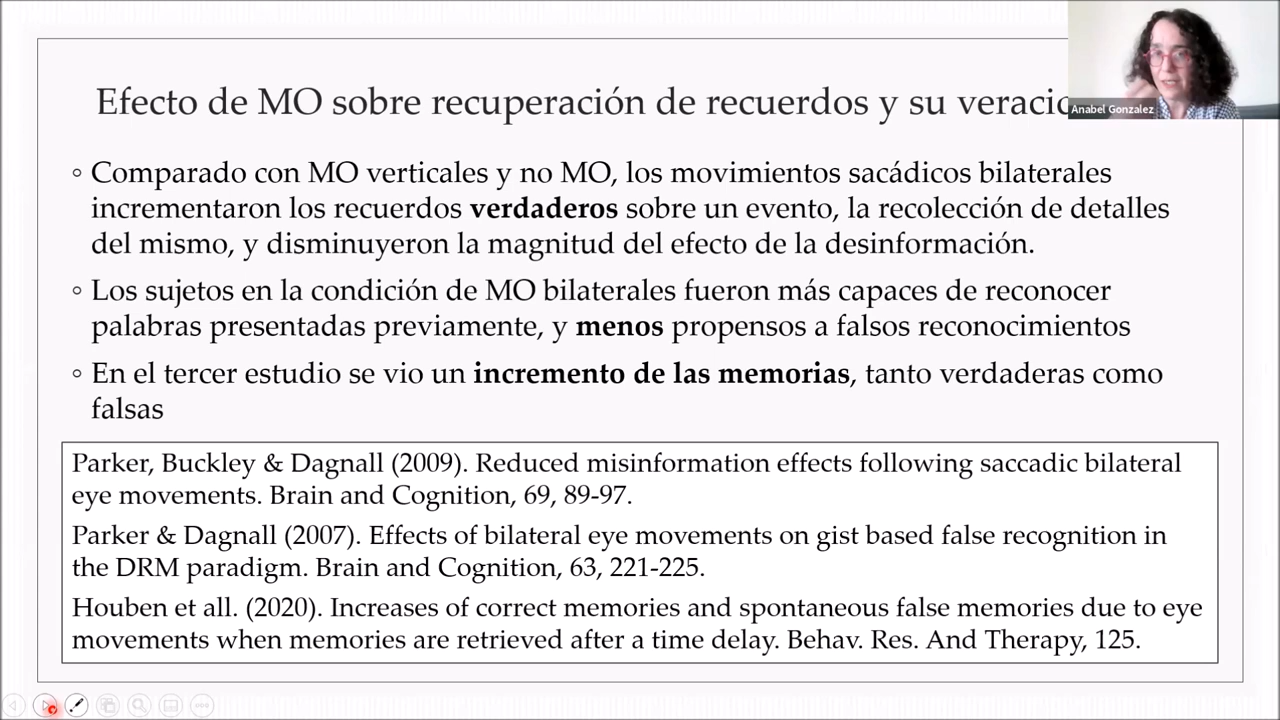 Efecto de MO sobre recuperación de recuerdos y su
Anabel Gonzalez
◦ Comparado con MO verticales y no MO, los movimientos sacádicos bilaterales
incrementaron los recuerdos verdaderos sobre un evento, la recolección de detalles
del mismo, y disminuyeron la magnitud del efecto de la desinformación.
◦ Los sujetos en la condición de MO bilaterales fueron más capaces de reconocer
palabras presentadas previamente, y menos propensos a falsos reconocimientos
◦ En el tercer estudio se vio un incremento de las memorias, tanto verdaderas como
falsas
Parker, Buckley & Dagnall (2009). Reduced misinformation effects following saccadic bilateral
eye movements. Brain and Cognition, 69, 89-97.
Parker & Dagnall (2007). Effects of bilateral eye movements on gist based false recognition in
the DRM paradigm. Brain and Cognition, 63, 221-225.
Houben et all. (2020). Increases of correct memories and spontaneous false memories due to eye
movements when memories are retrieved after a time delay. Behav. Res. And Therapy, 125.